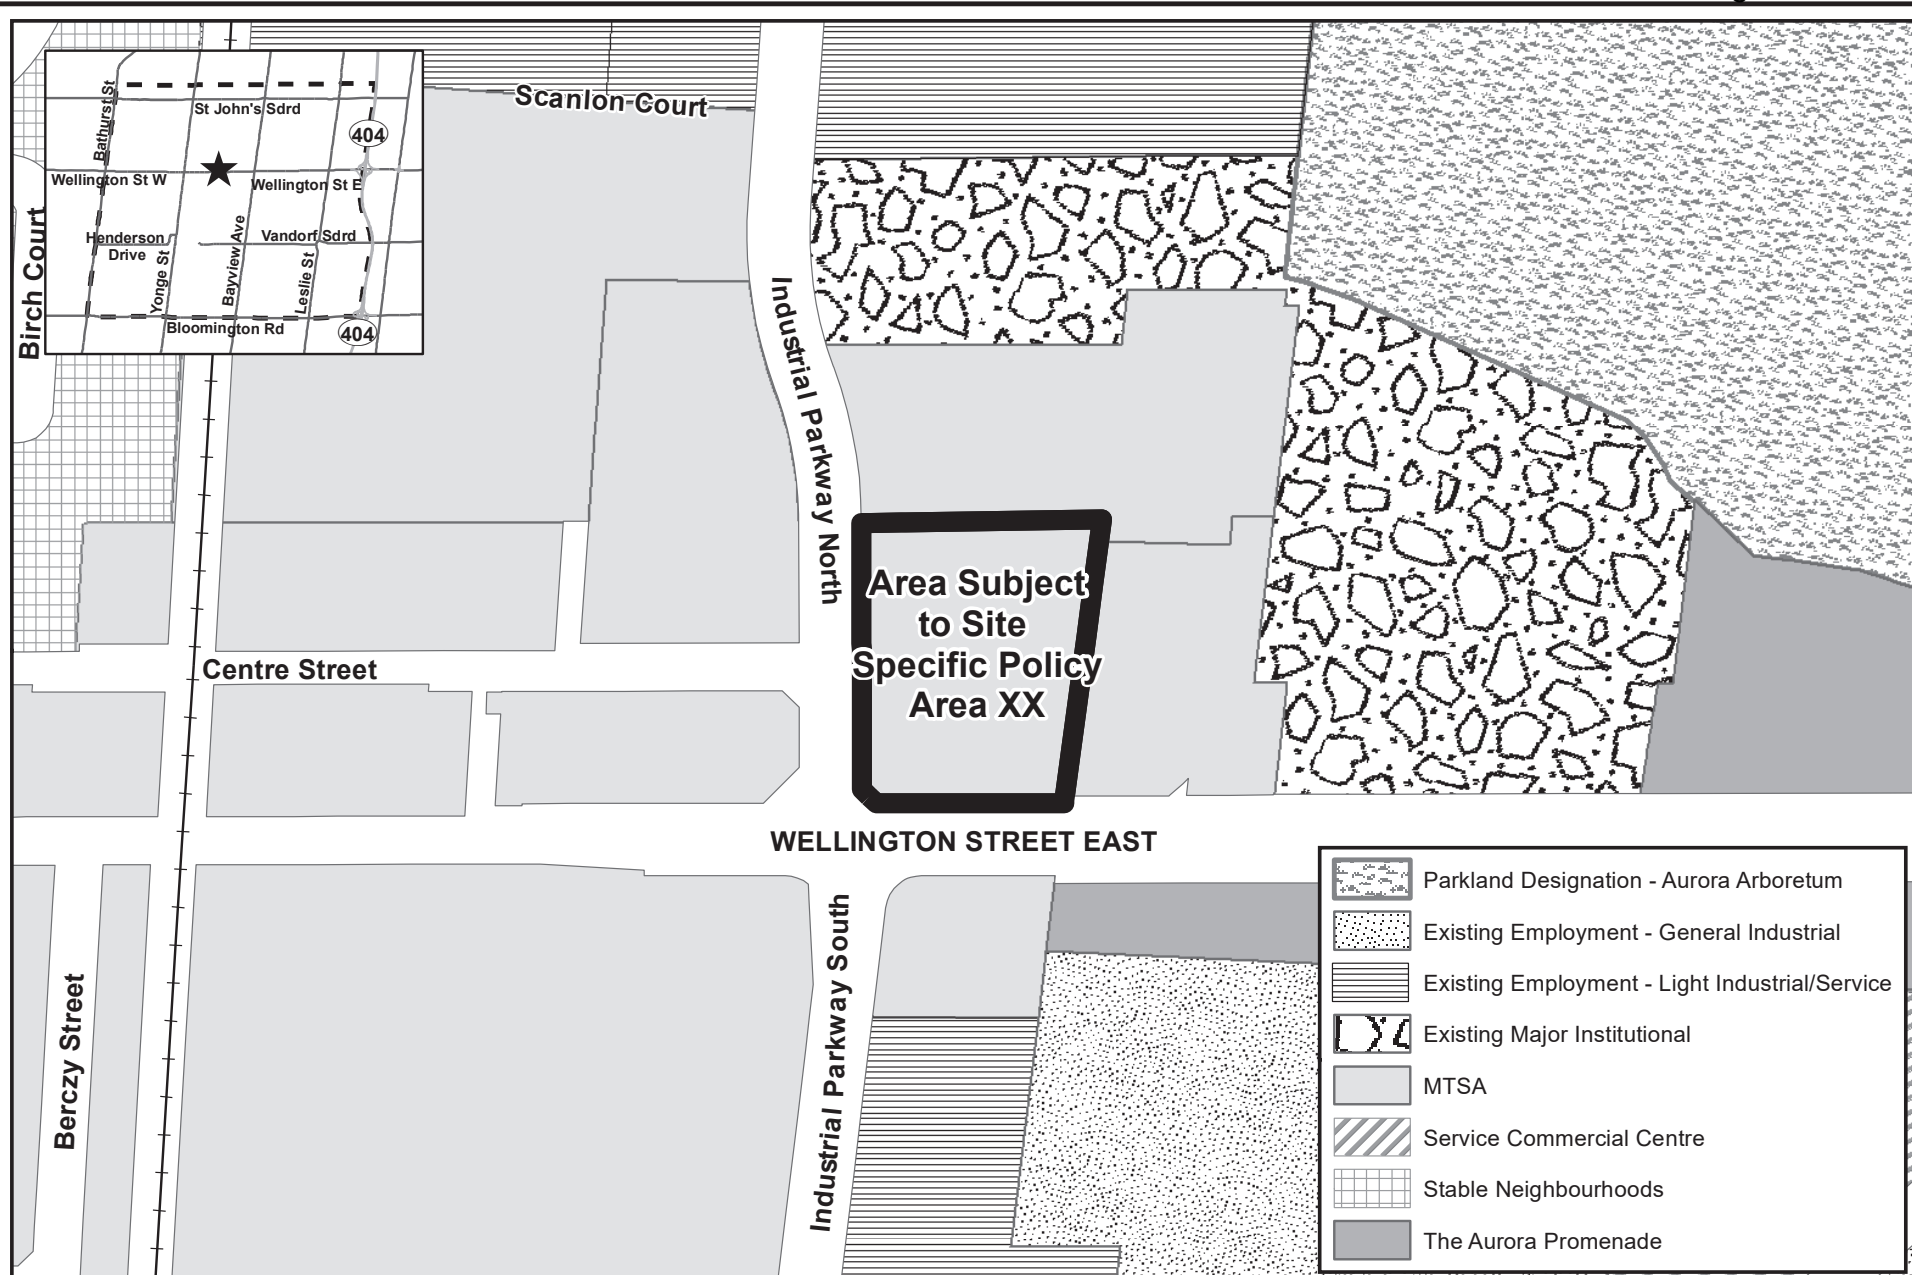 Scanlon Court
St John's Sdrd
Bathurst St
404
Wellington St W
Wellington St E
Henderson
Drive
Vandorf Sdrd
Yonge St
Bayview Ave
Leslie St
Bloomington Rd
404
Birch Court
Industrial Parkway North
Area Subject
to Site
Specific Policy
Area XX
Centre Street
WELLINGTON STREET EAST
Industrial Parkway South
Berczy Street
Parkland Designation - Aurora Arboretum
Existing Employment - General Industrial
Existing Employment - Light Industrial/Service
Existing Major Institutional
MTSA
Service Commercial Centre
Stable Neighbourhoods
The Aurora Promenade